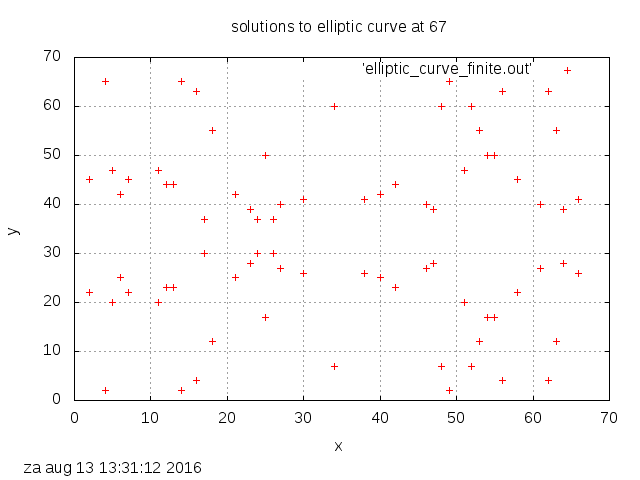 solutions to elliptic curve at 67
'elliptic_curve_finite.out'
70
60
50
40
30
20
10
0
y
0 10 20 30 40 50 60 70
x
za aug 13 13:31:12 2016